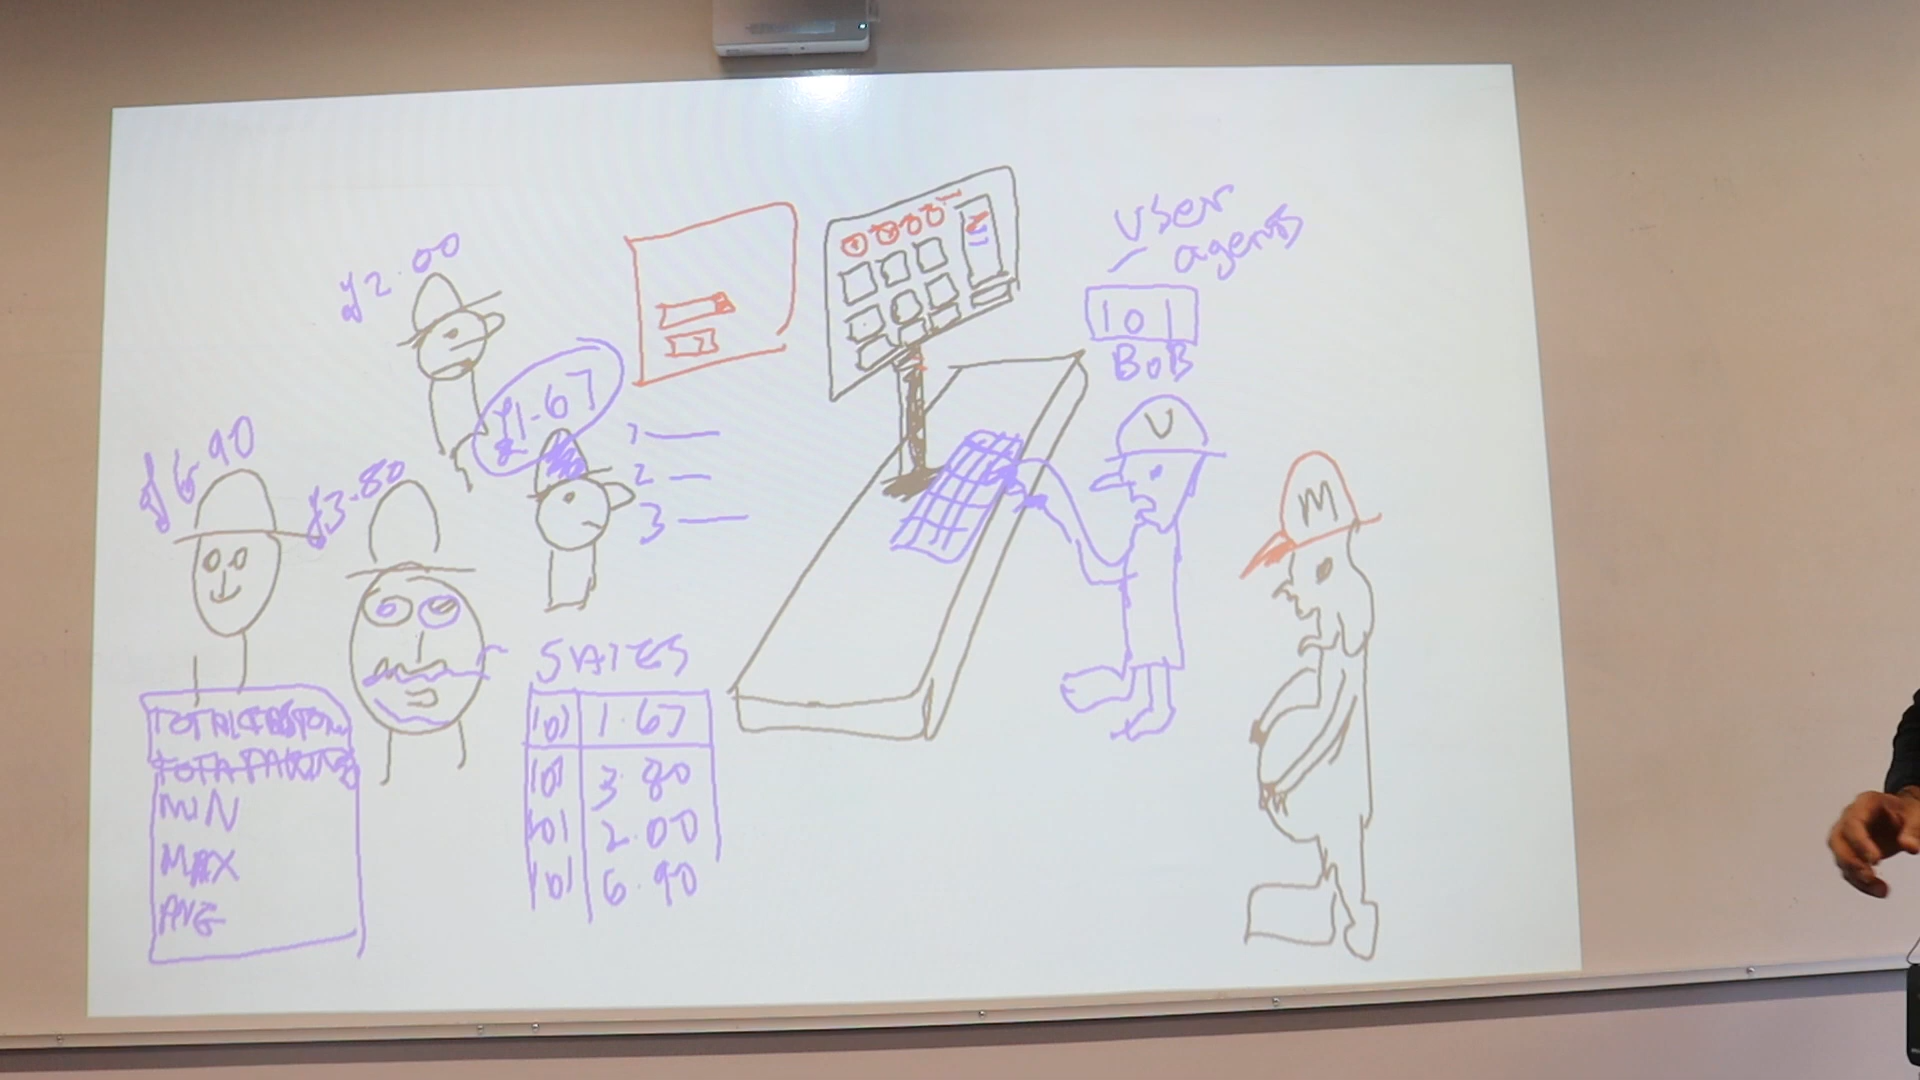 £2.00
User
agents
101
BOB
£1.67
1
2
3
£6.90
£3.80
U
M
SALES
101 1.67
101 3.80
101 2.00
101 6.90
MIN
MAX
AVG